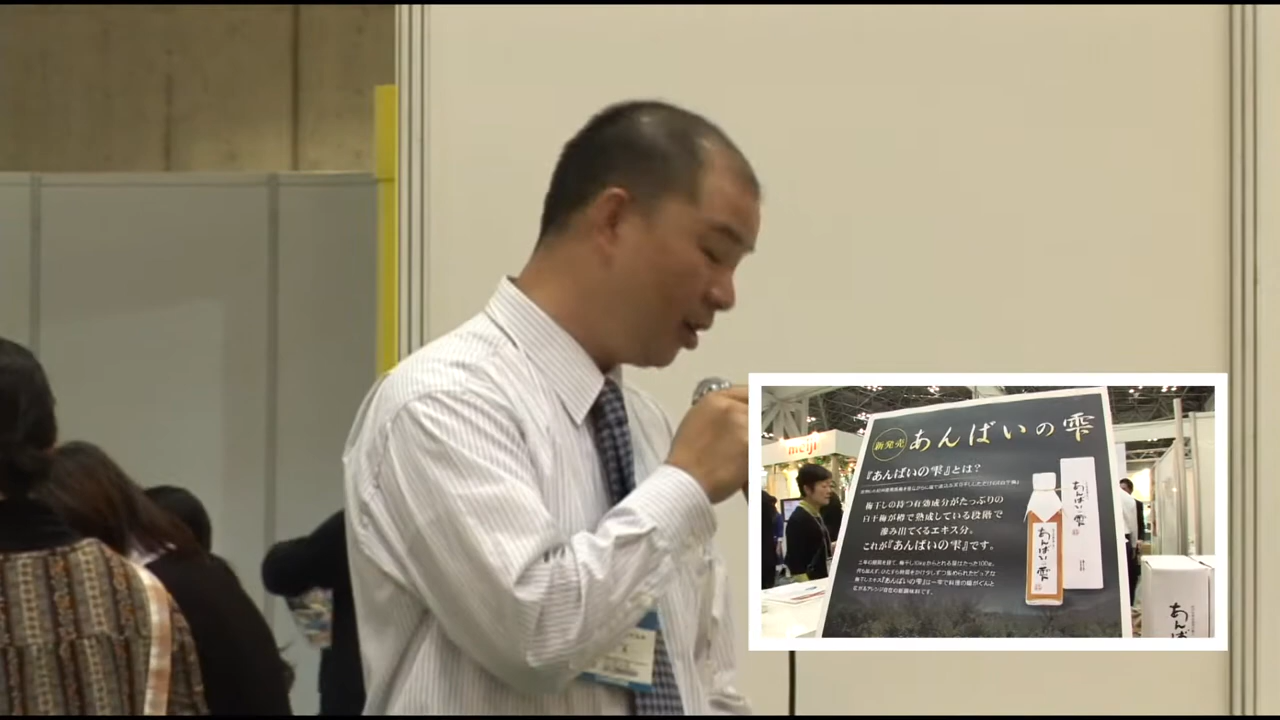 meiji
新発売
あんばいの雫
『あんばいの雫』とは?
梅干しの持つ有効成分がたっぷりの
白干梅が樽で熟成している段階で
滲み出てくるエキス分。
これが『あんばいの雫』です。
あんばいの雫
あんばいの雫
あんば